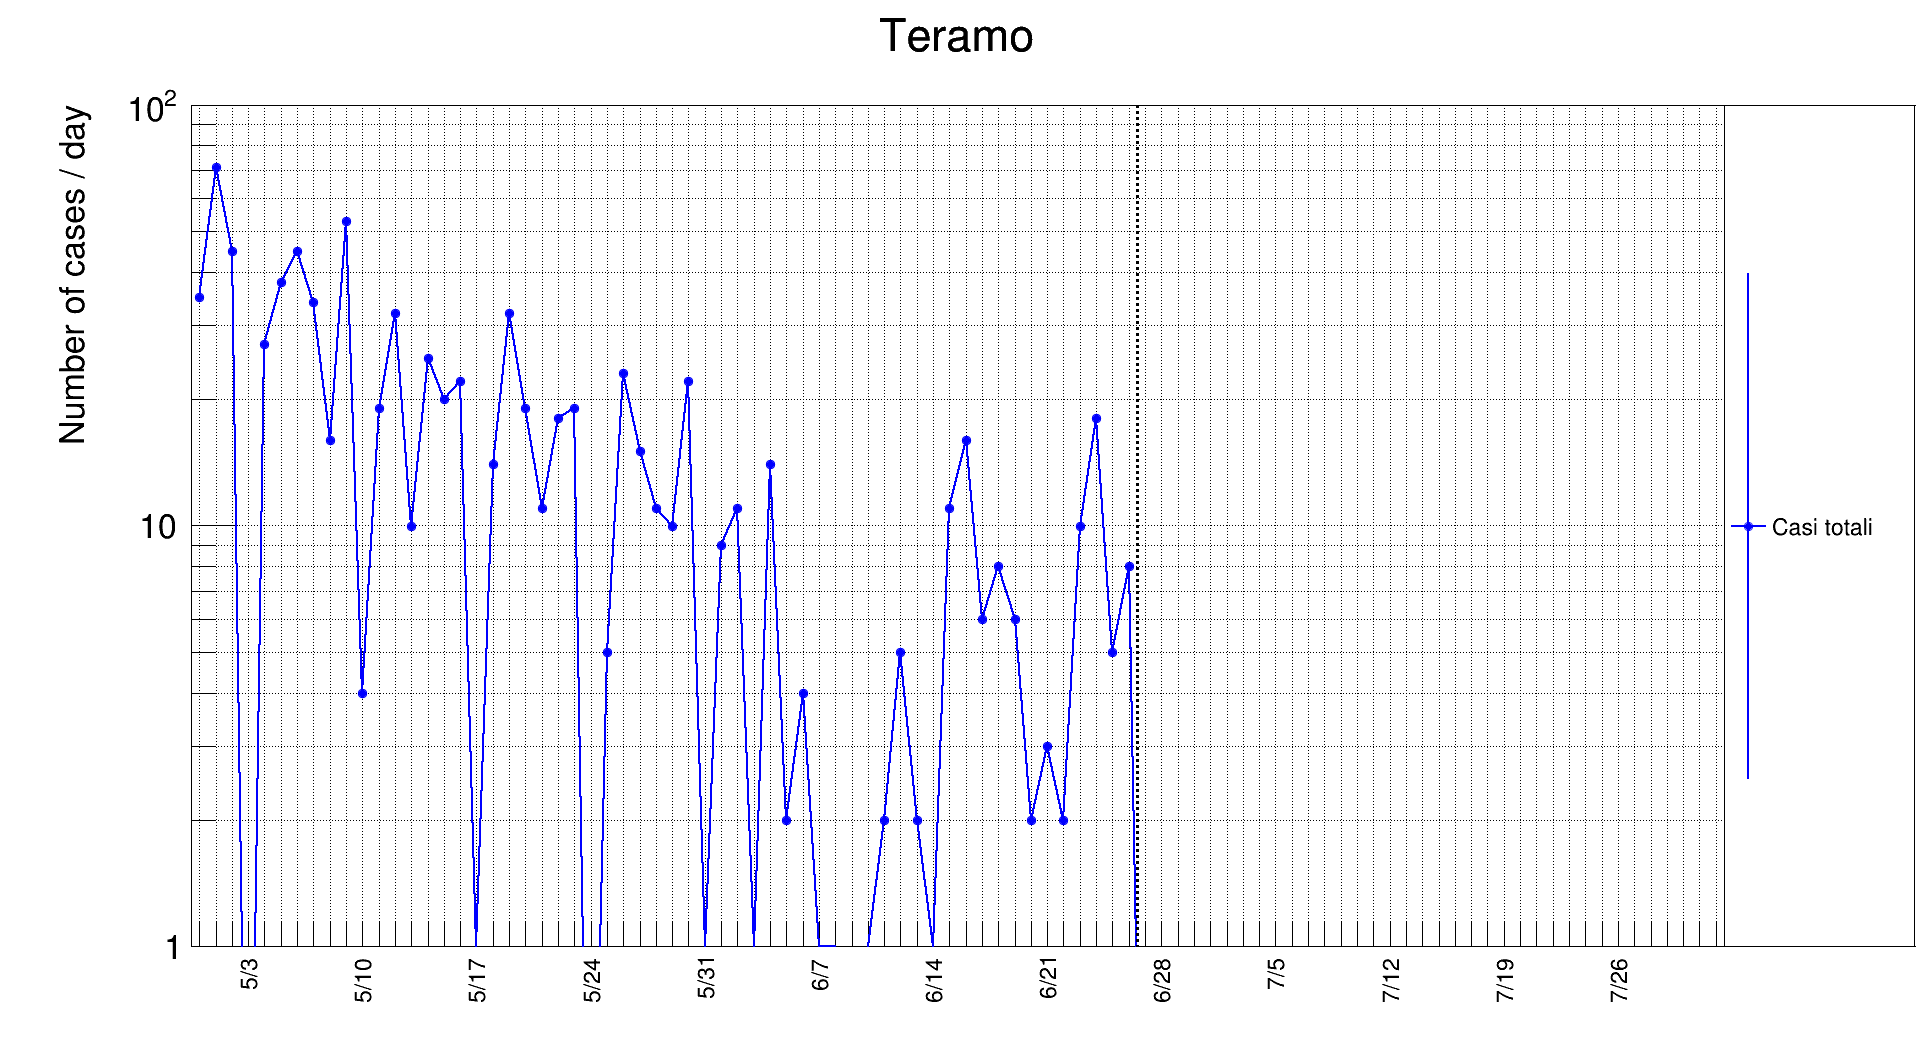 Teramo
Number of cases / day
10²
10
1
5/3 5/10 5/17 5/24 5/31 6/7 6/14 6/21 6/28 7/5 7/12 7/19 7/26
Casi totali